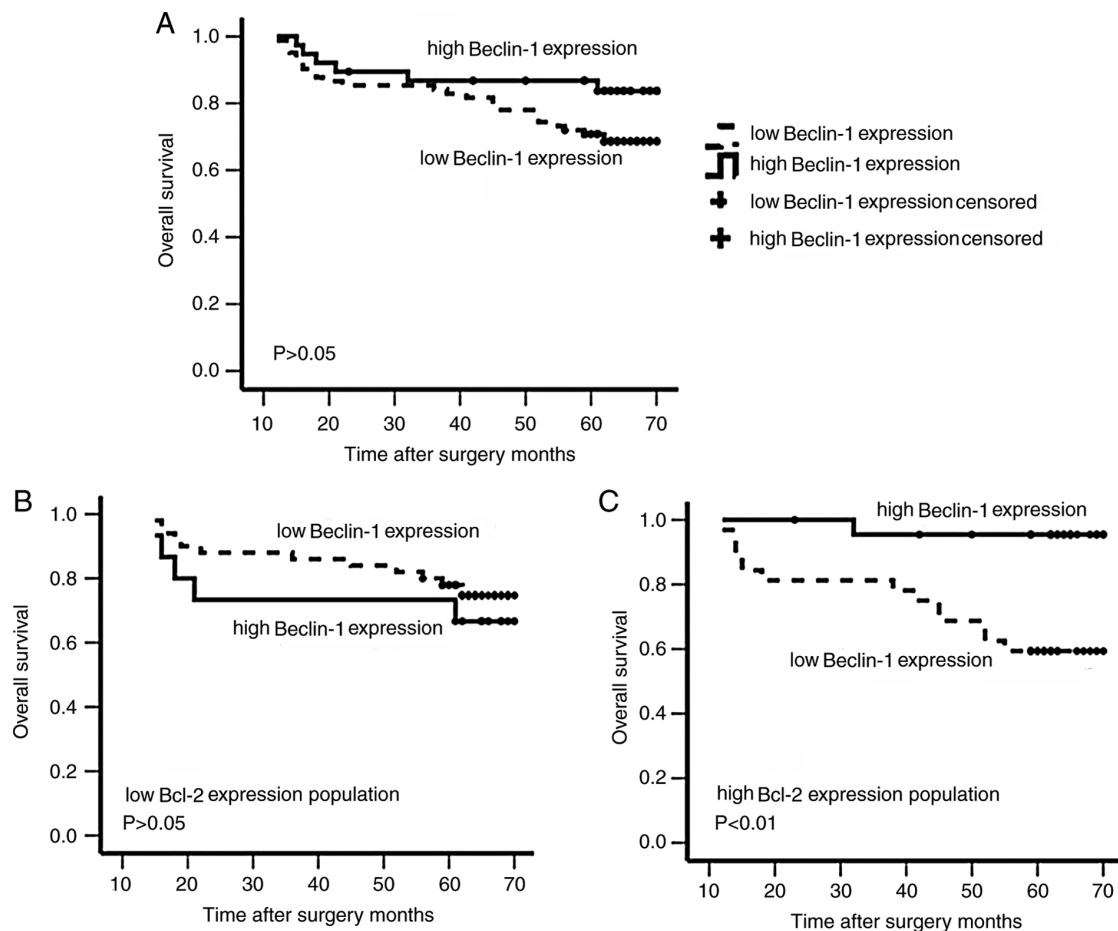 A
1.0
0.8
0.6
0.4
0.2
0.0
Overall survival
high Beclin-1 expression
low Beclin-1 expression
P>0.05
10 20 30 40 50 60 70
Time after surgery months
low Beclin-1 expression
high Beclin-1 expression
low Beclin-1 expression censored
high Beclin-1 expression censored
B
1.0
0.8
0.6
0.4
0.2
0.0
Overall survival
low Beclin-1 expression
high Beclin-1 expression
low Bcl-2 expression population
P>0.05
10 20 30 40 50 60 70
Time after surgery months
C
1.0
0.8
0.6
0.4
0.2
0.0
Overall survival
high Beclin-1 expression
low Beclin-1 expression
high Bcl-2 expression population
P<0.01
10 20 30 40 50 60 70
Time after surgery months